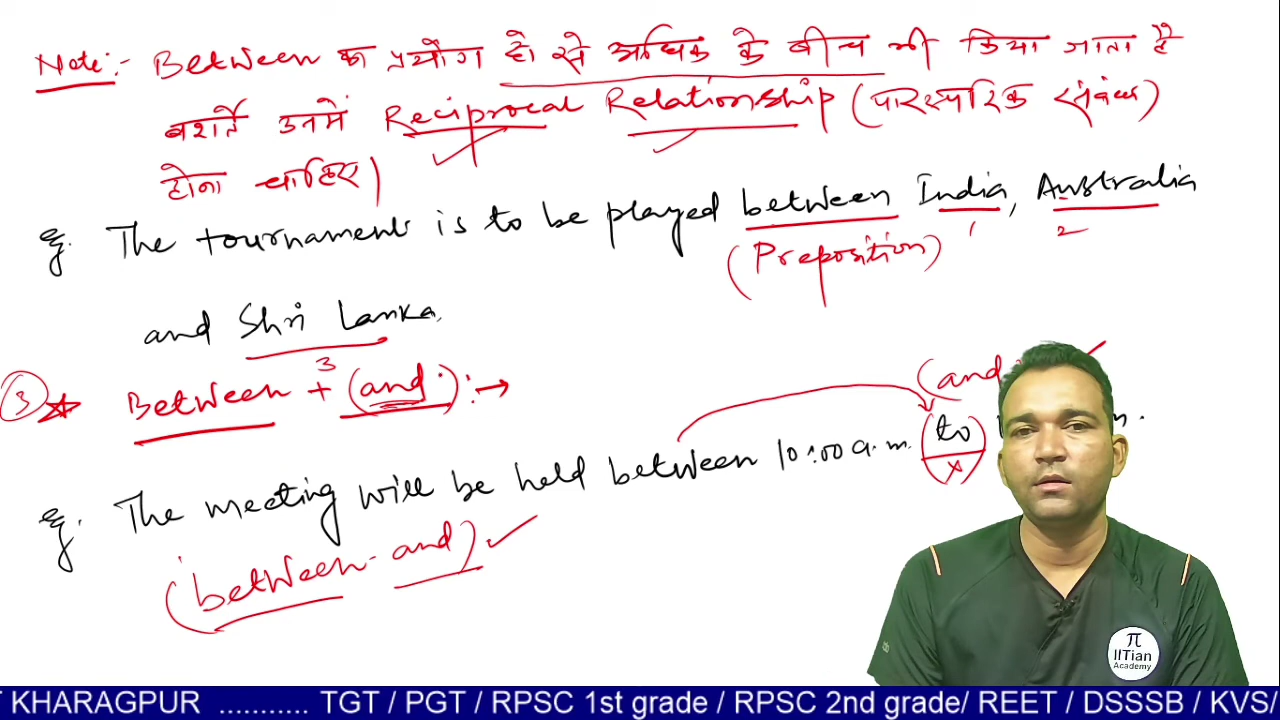 Note:- Between का प्रयोग दो से अधिक के बीच भी किया जाता है
बशर्ते उनमें Reciprocal Relationship (पारस्परिक संबंध)
होना चाहिए।
Eg. The tournament is to be played between India, Australia
(Preposition) 1 2
and Shri Lanka.
3
③ ★ Between + (and) :→
(and)
Eg. The meeting will be held between 10:00 a.m. (to) m.
x
(between - and) ✓
π
IITian
Academy
T KHARAGPUR ........... TGT / PGT / RPSC 1st grade / RPSC 2nd grade/ REET / DSSSB / KVS/